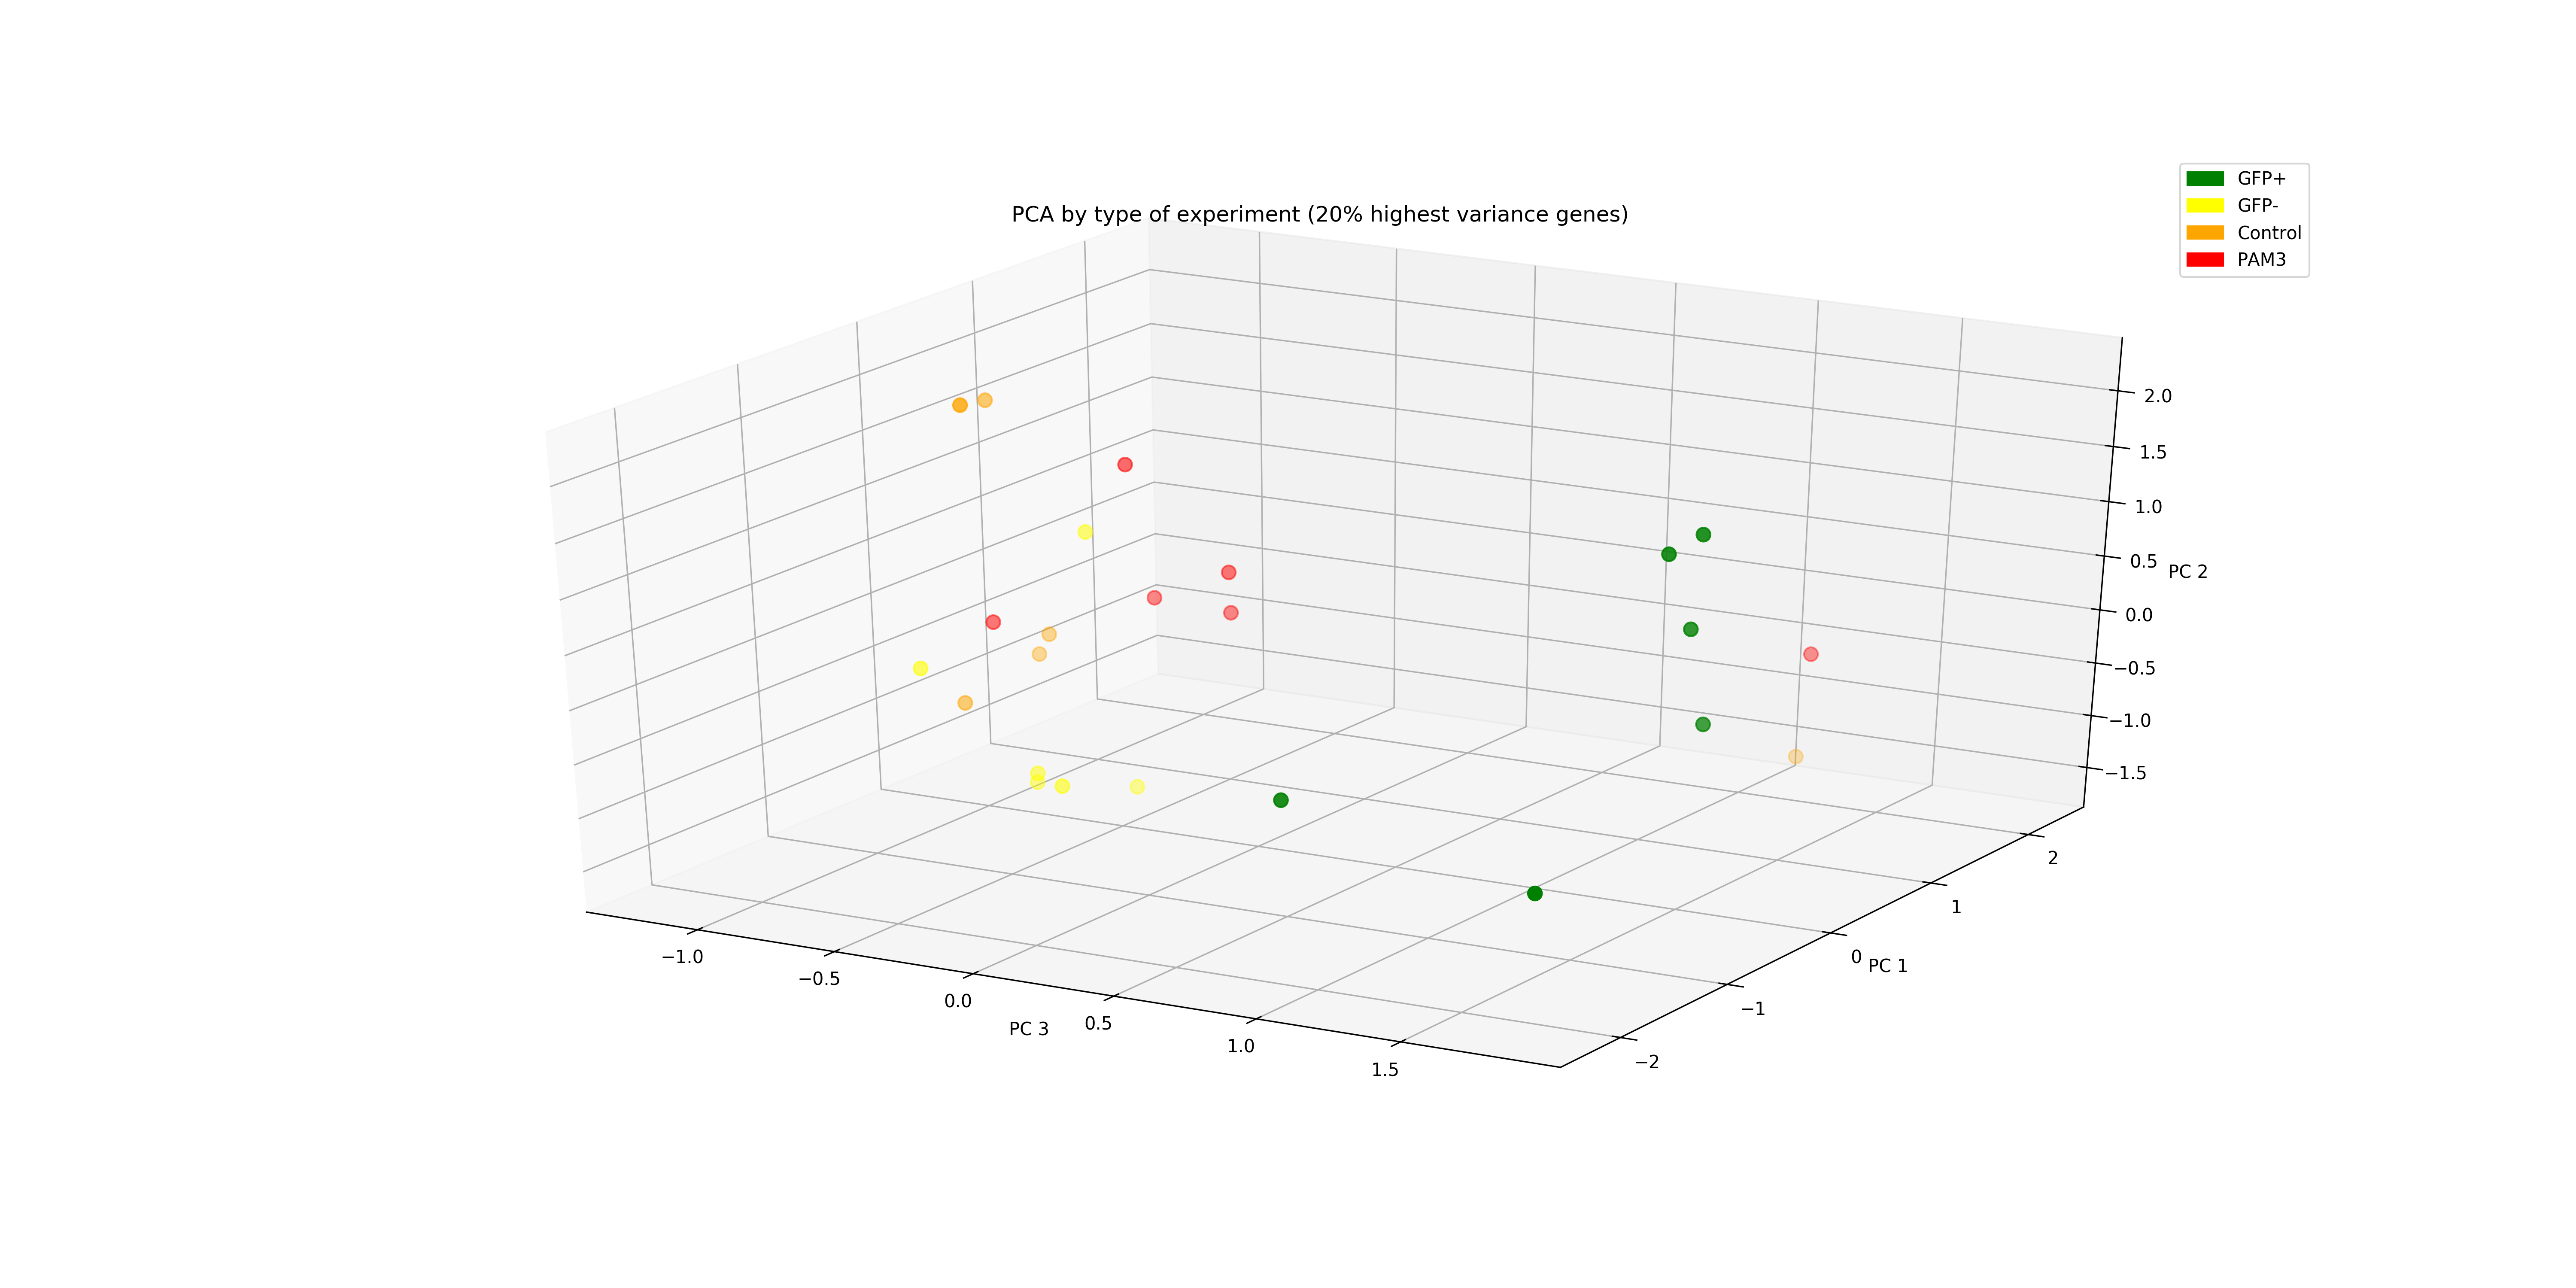 PCA by type of experiment (20% highest variance genes)
GFP+
GFP-
Control
PAM3
2.0
1.5
1.0
0.5
PC 2
0.0
−0.5
−1.0
−1.5
2
1
0
PC 1
−1
−2
−1.0
−0.5
0.0
PC 3
0.5
1.0
1.5